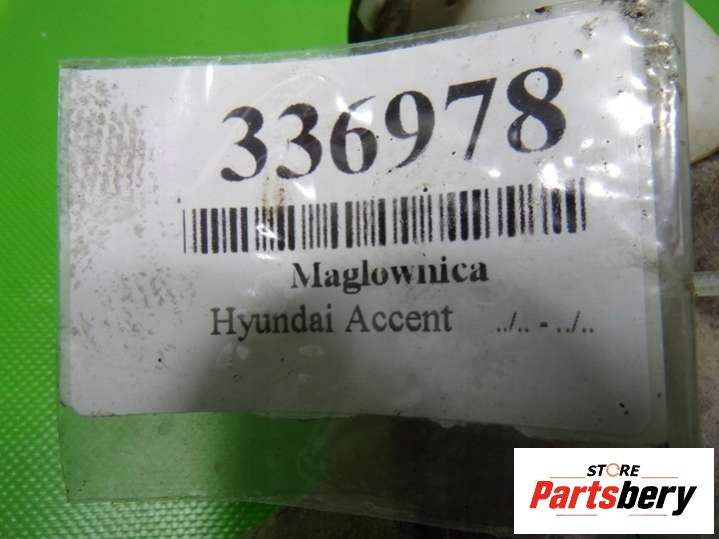 336978
Maglownica
Hyundai Accent ../.. - ../..
STORE
Partsbery